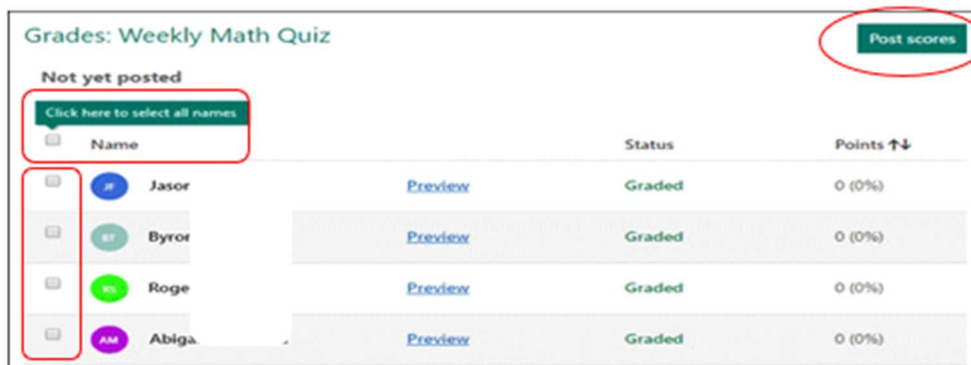 Grades: Weekly Math Quiz
Post scores
Not yet posted
Click here to select all names
Name Status Points ↑↓
JF Jasor Preview Graded 0 (0%)
BT Byror Preview Graded 0 (0%)
RS Roge Preview Graded 0 (0%)
AM Abiga Preview Graded 0 (0%)